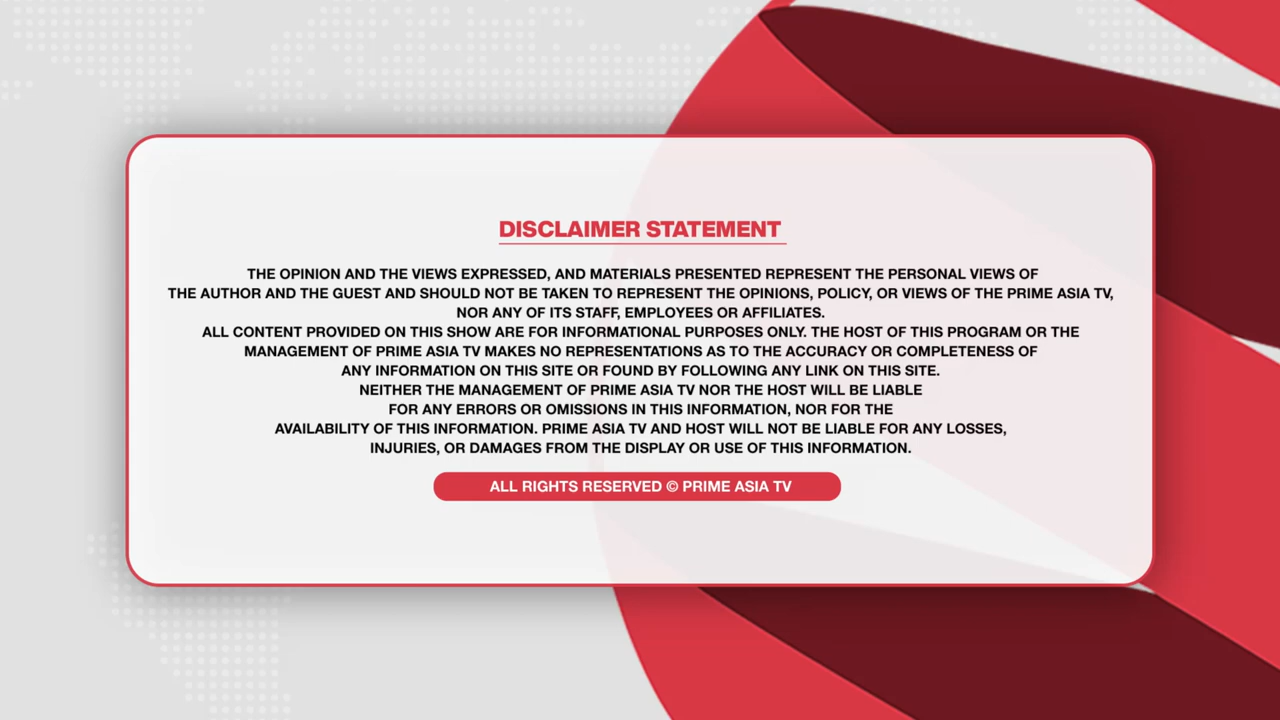 DISCLAIMER STATEMENT
THE OPINION AND THE VIEWS EXPRESSED, AND MATERIALS PRESENTED REPRESENT THE PERSONAL VIEWS OF
THE AUTHOR AND THE GUEST AND SHOULD NOT BE TAKEN TO REPRESENT THE OPINIONS, POLICY, OR VIEWS OF THE PRIME ASIA TV,
NOR ANY OF ITS STAFF, EMPLOYEES OR AFFILIATES.
ALL CONTENT PROVIDED ON THIS SHOW ARE FOR INFORMATIONAL PURPOSES ONLY. THE HOST OF THIS PROGRAM OR THE
MANAGEMENT OF PRIME ASIA TV MAKES NO REPRESENTATIONS AS TO THE ACCURACY OR COMPLETENESS OF
ANY INFORMATION ON THIS SITE OR FOUND BY FOLLOWING ANY LINK ON THIS SITE.
NEITHER THE MANAGEMENT OF PRIME ASIA TV NOR THE HOST WILL BE LIABLE
FOR ANY ERRORS OR OMISSIONS IN THIS INFORMATION, NOR FOR THE
AVAILABILITY OF THIS INFORMATION. PRIME ASIA TV AND HOST WILL NOT BE LIABLE FOR ANY LOSSES,
INJURIES, OR DAMAGES FROM THE DISPLAY OR USE OF THIS INFORMATION.
ALL RIGHTS RESERVED © PRIME ASIA TV